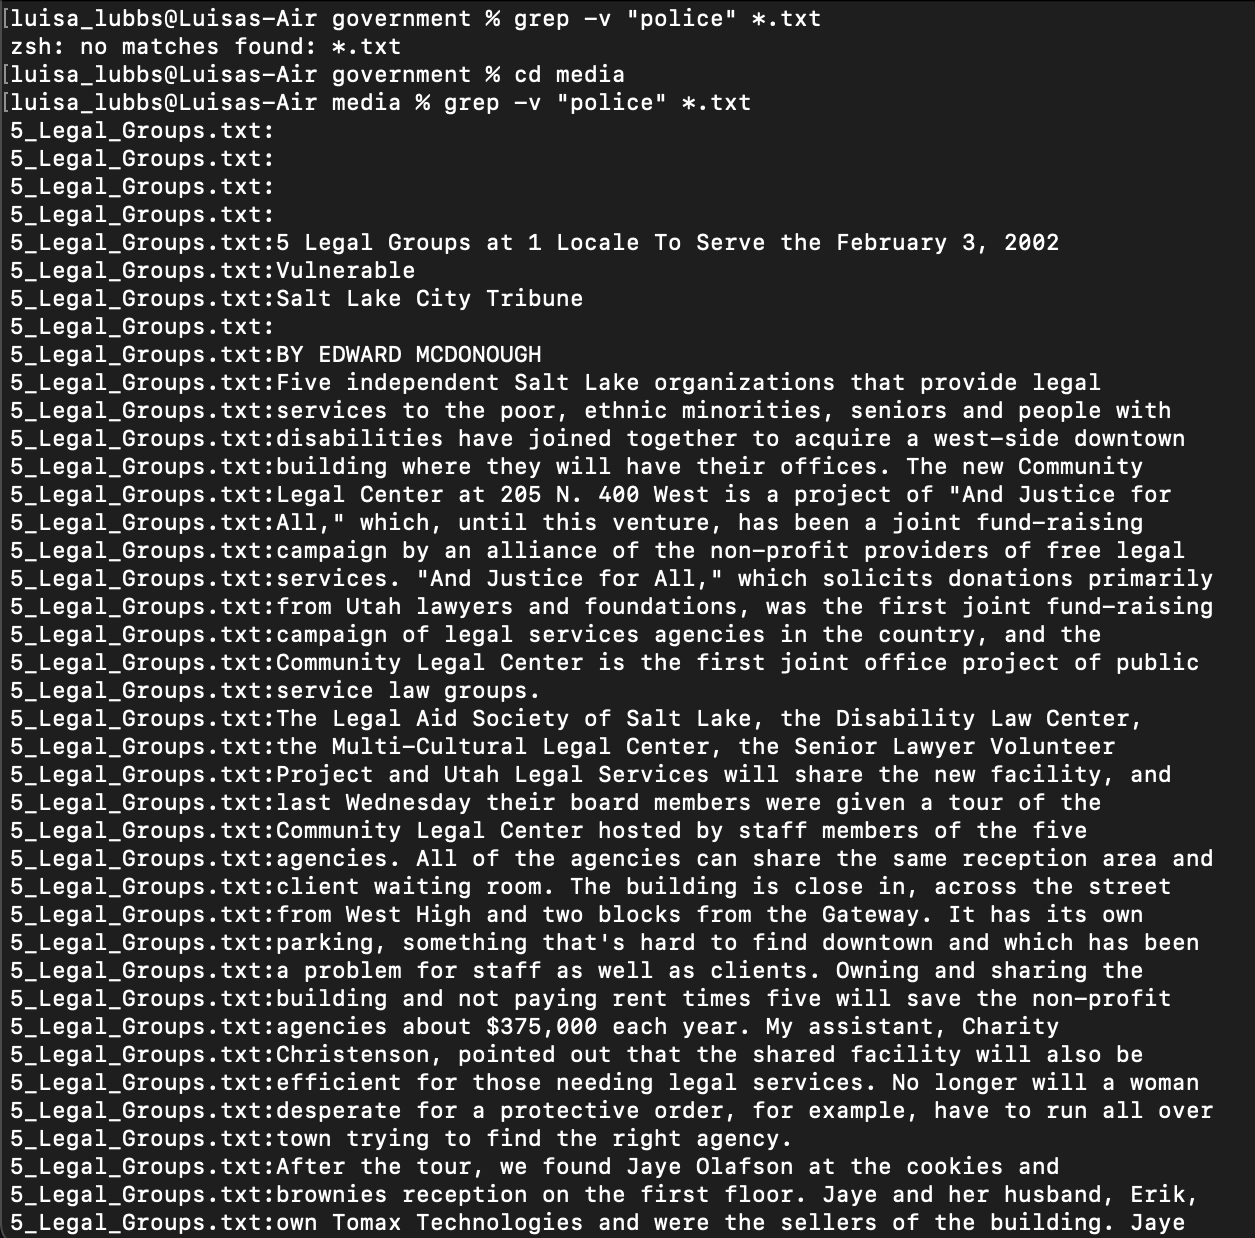 [luisa_lubbs@Luisas-Air government % grep -v "police" *.txt
zsh: no matches found: *.txt
[luisa_lubbs@Luisas-Air government % cd media
[luisa_lubbs@Luisas-Air media % grep -v "police" *.txt
5_Legal_Groups.txt:
5_Legal_Groups.txt:
5_Legal_Groups.txt:
5_Legal_Groups.txt:
5_Legal_Groups.txt:5 Legal Groups at 1 Locale To Serve the February 3, 2002
5_Legal_Groups.txt:Vulnerable
5_Legal_Groups.txt:Salt Lake City Tribune
5_Legal_Groups.txt:
5_Legal_Groups.txt:BY EDWARD MCDONOUGH
5_Legal_Groups.txt:Five independent Salt Lake organizations that provide legal
5_Legal_Groups.txt:services to the poor, ethnic minorities, seniors and people with
5_Legal_Groups.txt:disabilities have joined together to acquire a west-side downtown
5_Legal_Groups.txt:building where they will have their offices. The new Community
5_Legal_Groups.txt:Legal Center at 205 N. 400 West is a project of "And Justice for
5_Legal_Groups.txt:All," which, until this venture, has been a joint fund-raising
5_Legal_Groups.txt:campaign by an alliance of the non-profit providers of free legal
5_Legal_Groups.txt:services. "And Justice for All," which solicits donations primarily
5_Legal_Groups.txt:from Utah lawyers and foundations, was the first joint fund-raising
5_Legal_Groups.txt:campaign of legal services agencies in the country, and the
5_Legal_Groups.txt:Community Legal Center is the first joint office project of public
5_Legal_Groups.txt:service law groups.
5_Legal_Groups.txt:The Legal Aid Society of Salt Lake, the Disability Law Center,
5_Legal_Groups.txt:the Multi-Cultural Legal Center, the Senior Lawyer Volunteer
5_Legal_Groups.txt:Project and Utah Legal Services will share the new facility, and
5_Legal_Groups.txt:last Wednesday their board members were given a tour of the
5_Legal_Groups.txt:Community Legal Center hosted by staff members of the five
5_Legal_Groups.txt:agencies. All of the agencies can share the same reception area and
5_Legal_Groups.txt:client waiting room. The building is close in, across the street
5_Legal_Groups.txt:from West High and two blocks from the Gateway. It has its own
5_Legal_Groups.txt:parking, something that's hard to find downtown and which has been
5_Legal_Groups.txt:a problem for staff as well as clients. Owning and sharing the
5_Legal_Groups.txt:building and not paying rent times five will save the non-profit
5_Legal_Groups.txt:agencies about $375,000 each year. My assistant, Charity
5_Legal_Groups.txt:Christenson, pointed out that the shared facility will also be
5_Legal_Groups.txt:efficient for those needing legal services. No longer will a woman
5_Legal_Groups.txt:desperate for a protective order, for example, have to run all over
5_Legal_Groups.txt:town trying to find the right agency.
5_Legal_Groups.txt:After the tour, we found Jaye Olafson at the cookies and
5_Legal_Groups.txt:brownies reception on the first floor. Jaye and her husband, Erik,
5_Legal_Groups.txt:own Tomax Technologies and were the sellers of the building. Jaye